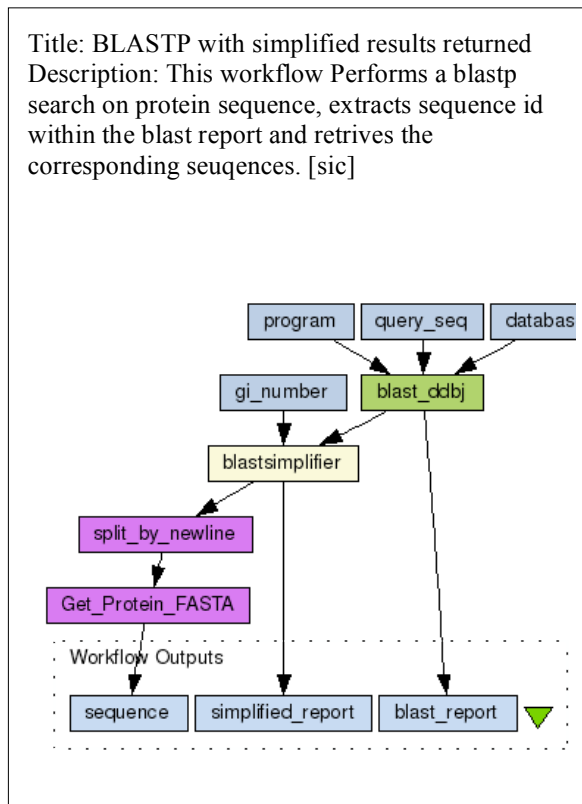 Title: BLASTP with simplified results returned
Description: This workflow Performs a blastp
search on protein sequence, extracts sequence id
within the blast report and retrives the
corresponding seuqences. [sic]
program query_seq databas
gi_number blast_ddbj
blastsimplifier
split_by_newline
Get_Protein_FASTA
Workflow Outputs
sequence simplified_report blast_report